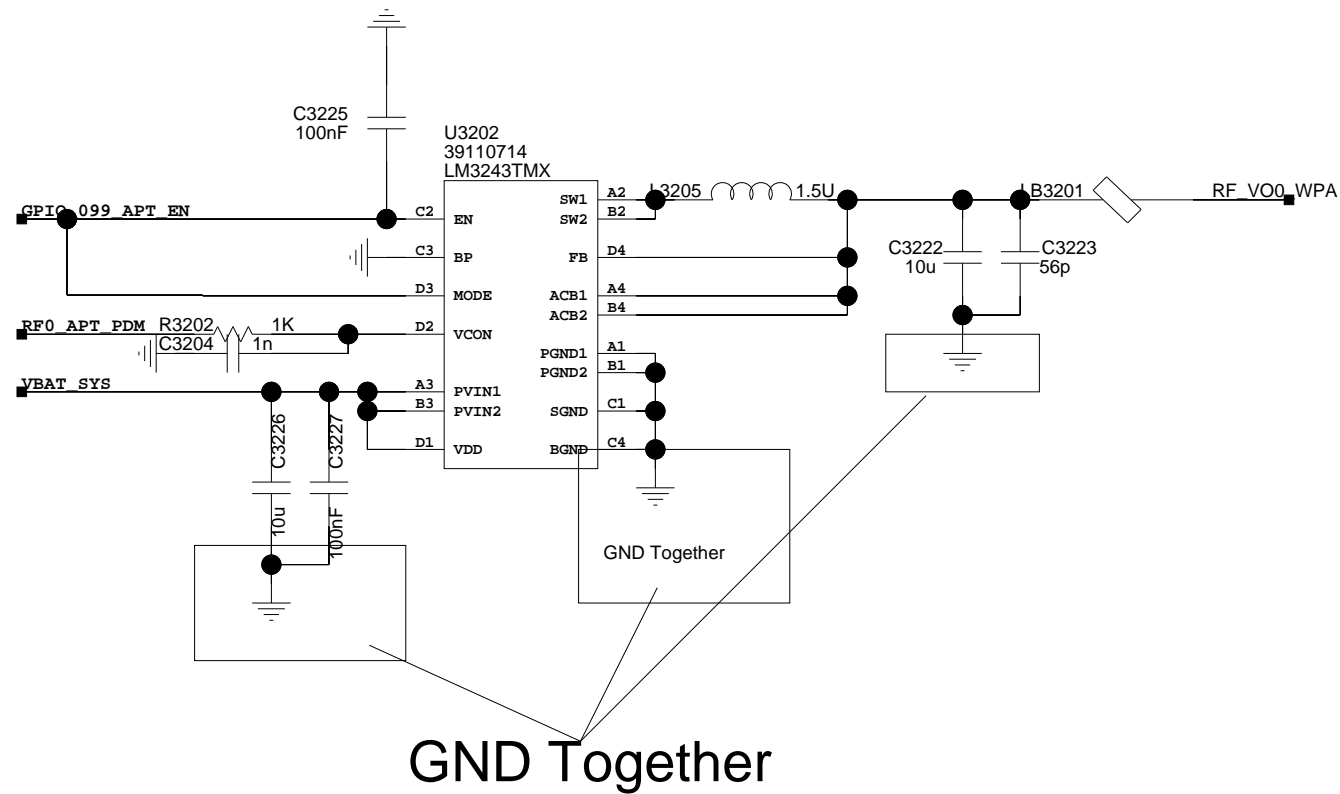 C3225
100nF
U3202
39110714
LM3243TMX
GPIO_099_APT_EN
C2 EN
C3 BP
D3 MODE
RF0_APT_PDM R3202 1K D2 VCON
C3204 1n
VBAT_SYS A3 PVIN1
B3 PVIN2
D1 VDD
SW1 A2 L3205 1.5U LB3201 RF_VO0_WPA
SW2 B2
FB D4
ACB1 A4
ACB2 B4
PGND1 A1
PGND2 B1
SGND C1
BGND C4
C3222
10u
C3223
56p
C3226
10u
C3227
100nF
GND Together
GND Together